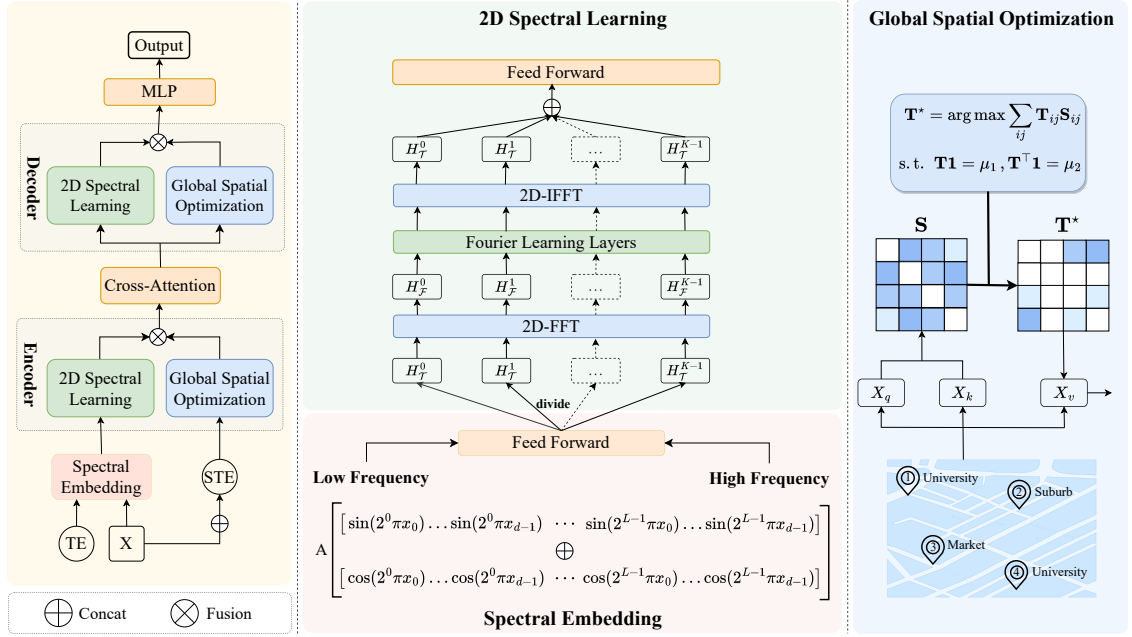 Output
MLP
Decoder
2D Spectral
Learning
Global Spatial
Optimization
Cross-Attention
Encoder
2D Spectral
Learning
Global Spatial
Optimization
Spectral
Embedding
STE
TE
X
Concat
Fusion
2D Spectral Learning
Feed Forward
H_𝒯^0 H_𝒯^1 ... H_𝒯^{K−1}
2D-IFFT
Fourier Learning Layers
H_ℱ^0 H_ℱ^1 ... H_ℱ^{K−1}
2D-FFT
H_𝒯^0 H_𝒯^1 ... H_𝒯^{K−1}
divide
Feed Forward
Low Frequency
High Frequency
A
[sin(2^0πx_0)…sin(2^0πx_{d−1}) ⋯ sin(2^{L−1}πx_0)…sin(2^{L−1}πx_{d−1})]
⊕
[cos(2^0πx_0)…cos(2^0πx_{d−1}) ⋯ cos(2^{L−1}πx_0)…cos(2^{L−1}πx_{d−1})]
Spectral Embedding
Global Spatial Optimization
T^⋆ = arg max ∑_{ij} T_{ij}S_{ij}
s.t. T1 = μ_1, T^⊤1 = μ_2
S
T^⋆
X_q
X_k
X_v
1 University
2 Suburb
3 Market
4 University